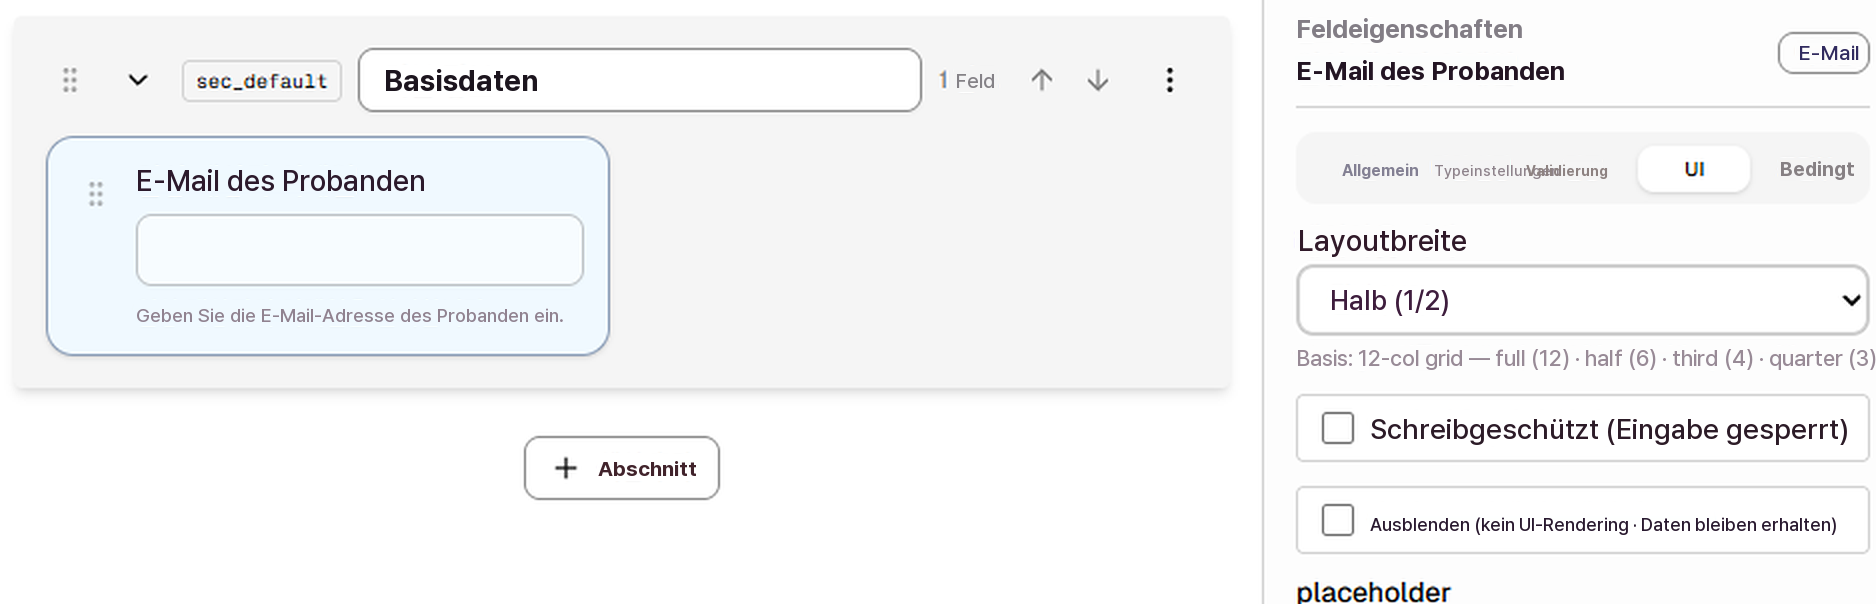 sec_default
Basisdaten
1 Feld
E-Mail des Probanden
Geben Sie die E-Mail-Adresse des Probanden ein.
Abschnitt
Feldeigenschaften
E-Mail des Probanden
E-Mail
Allgemein Typeinstellungen Validierung UI Bedingt
Layoutbreite
Halb (1/2)
Basis: 12-col grid — full (12) · half (6) · third (4) · quarter (3)
Schreibgeschützt (Eingabe gesperrt)
Ausblenden (kein UI-Rendering · Daten bleiben erhalten)
placeholder